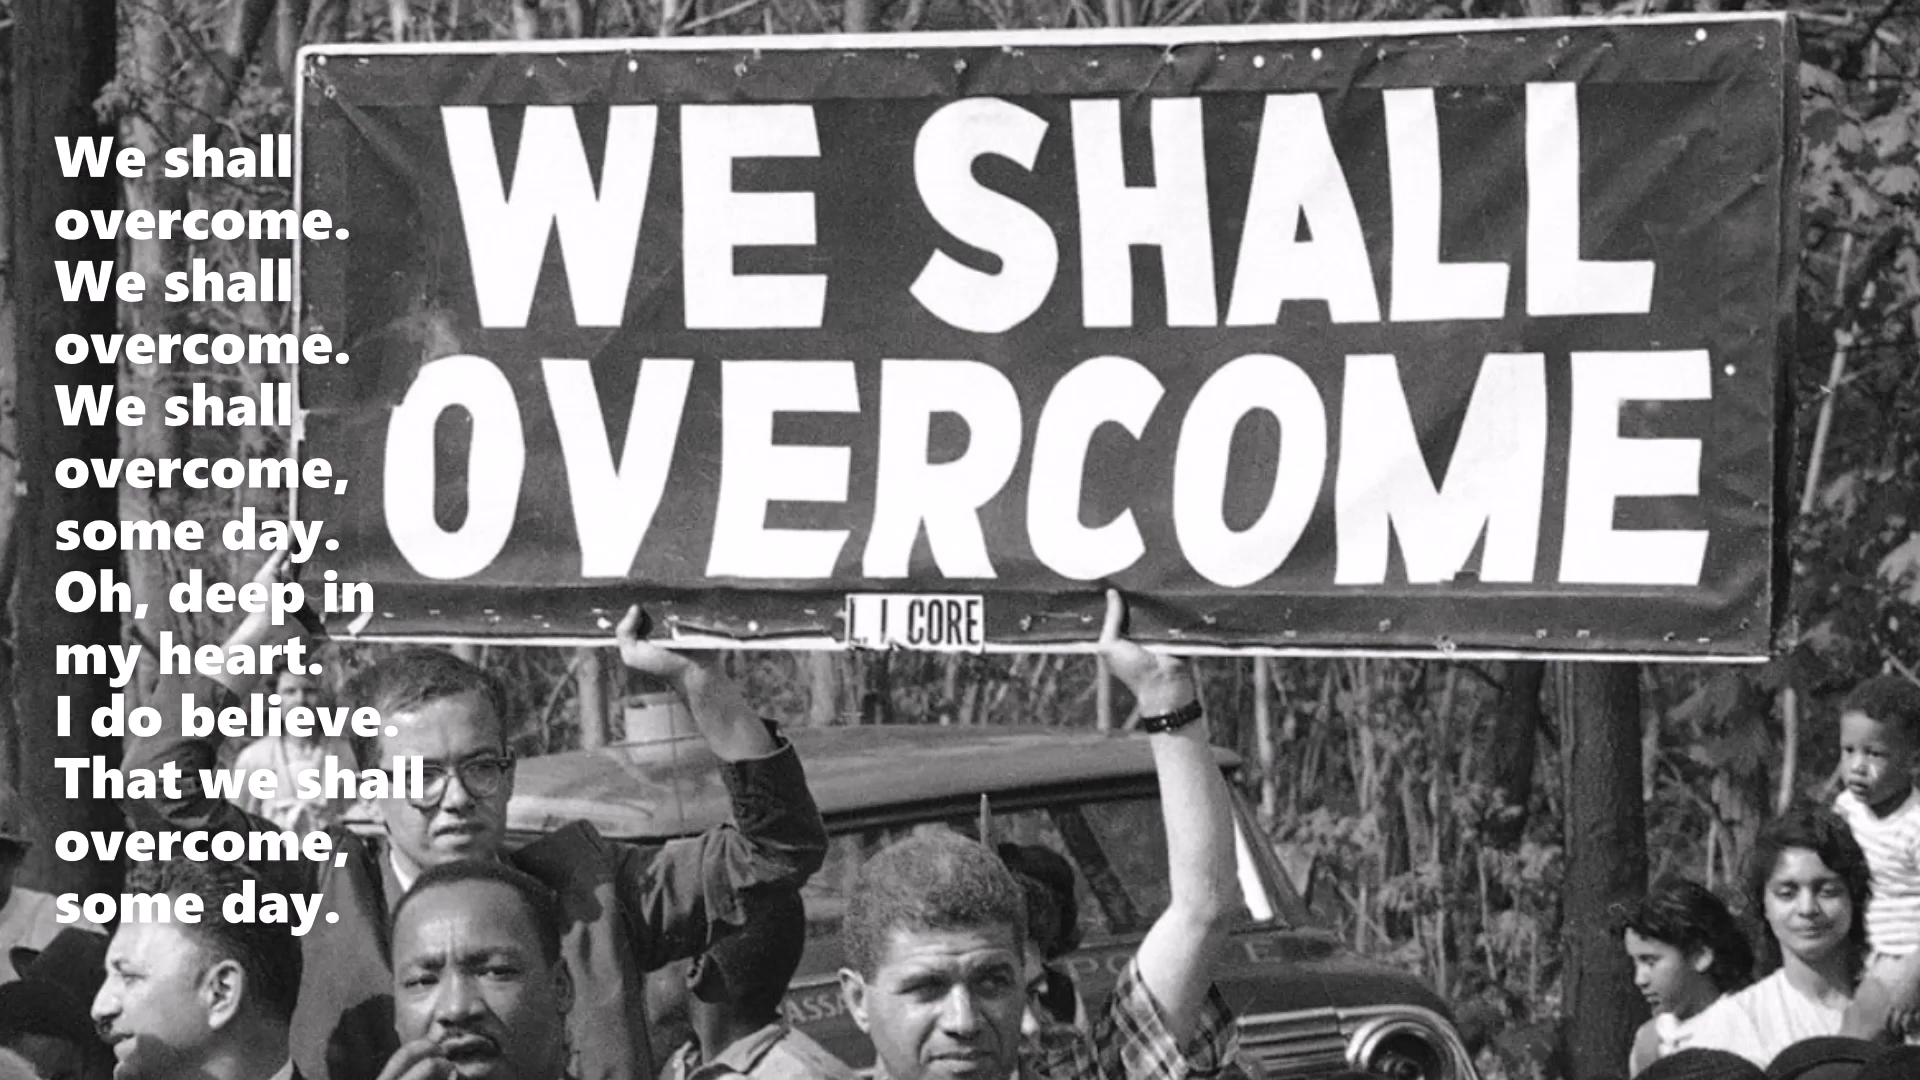 We shall
overcome.
We shall
overcome.
We shall
overcome,
some day.
Oh, deep in
my heart.
I do believe.
That we shall
overcome,
some day.
WE SHALL
OVERCOME
L. I. CORE